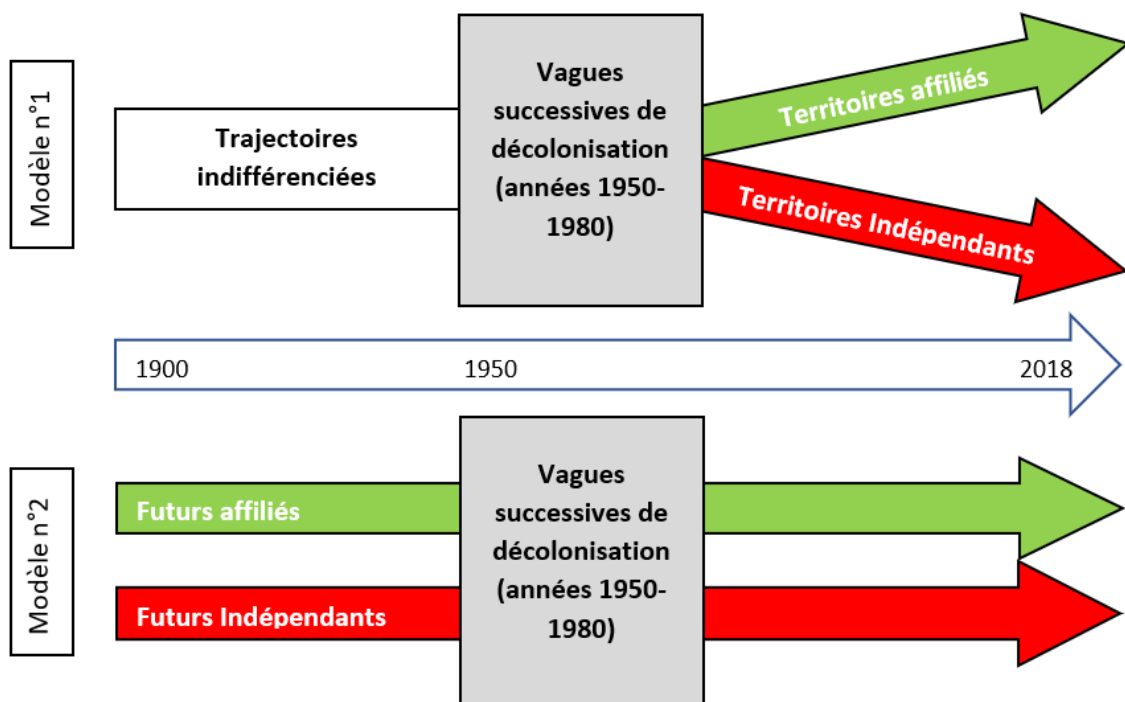 Modèle n°1
Trajectoires
indifférenciées
Vagues
successives de
décolonisation
(années 1950-
1980)
Territoires affiliés
Territoires Indépendants
1900
1950
2018
Modèle n°2
Futurs affiliés
Futurs Indépendants
Vagues
successives de
décolonisation
(années 1950-
1980)